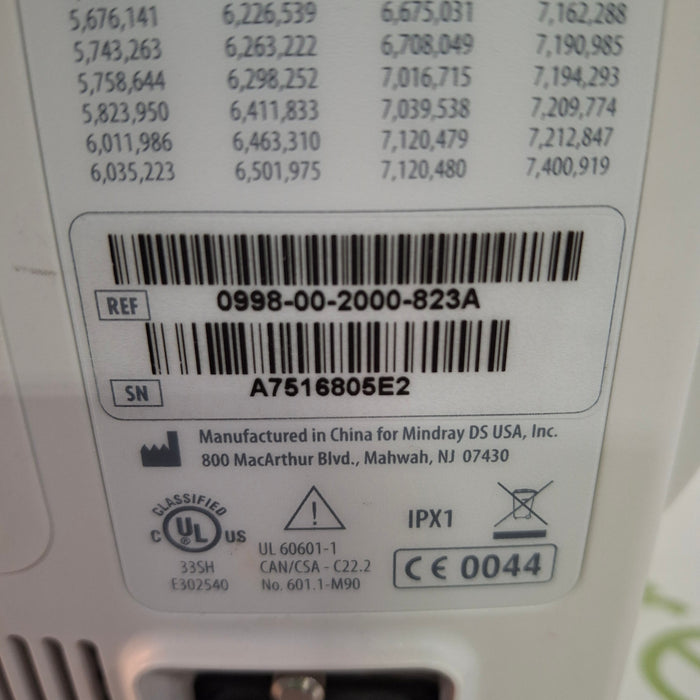 5,676,141 6,226,539 6,675,031 7,162,288
5,743,263 6,263,222 6,708,049 7,190,985
5,758,644 6,298,252 7,016,715 7,194,293
5,823,950 6,411,833 7,039,538 7,209,774
6,011,986 6,463,310 7,120,479 7,212,847
6,035,223 6,501,975 7,120,480 7,400,919
REF 0998-00-2000-823A
SN A7516805E2
Manufactured in China for Mindray DS USA, Inc.
800 MacArthur Blvd., Mahwah, NJ 07430
CLASSIFIED
C UL® US
33SH
E302540
UL 60601-1
CAN/CSA - C22.2
No. 601.1-M90
IPX1
CE 0044